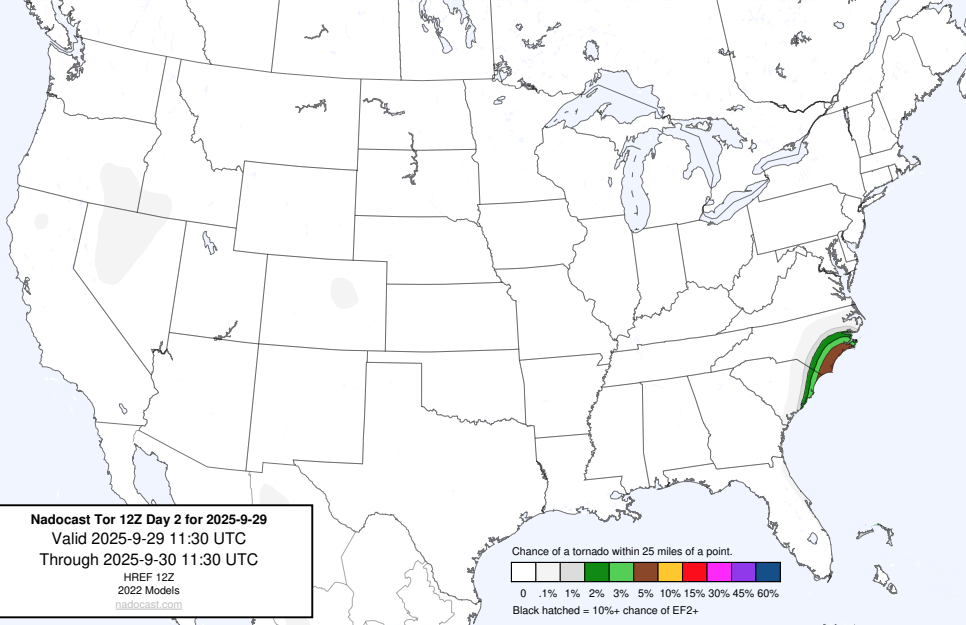 Nadocast Tor 12Z Day 2 for 2025-9-29
Valid 2025-9-29 11:30 UTC
Through 2025-9-30 11:30 UTC
HREF 12Z
2022 Models
nadocast.com
Chance of a tornado within 25 miles of a point.
0 .1% 1% 2% 3% 5% 10% 15% 30% 45% 60%
Black hatched = 10%+ chance of EF2+